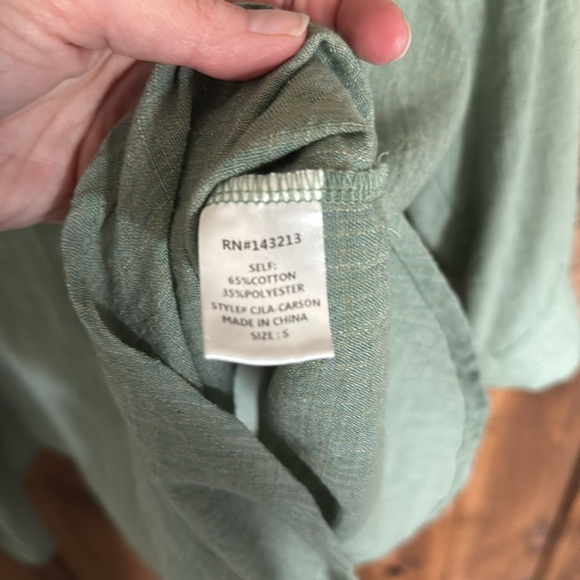 RN#143213
SELF:
65%COTTON
35%POLYESTER
STYLE# CJLA-CARSON
MADE IN CHINA
SIZE : S